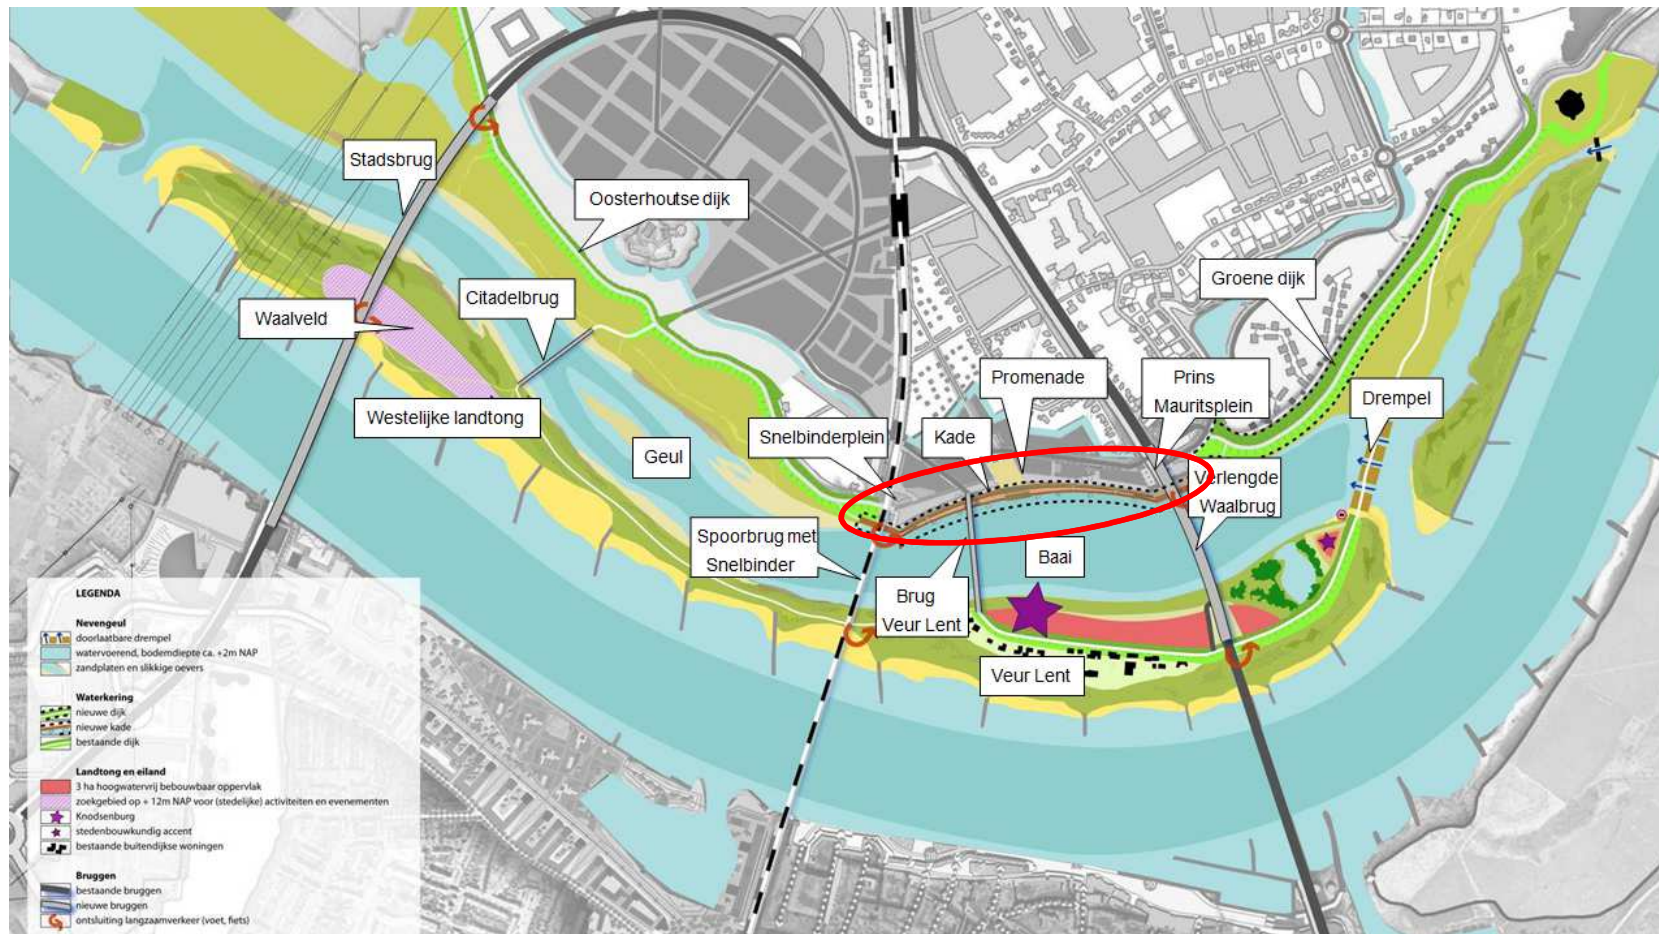 Stadsbrug
Oosterhoutse dijk
Citadelbrug
Waalveld
Groene dijk
Promenade
Prins
Mauritsplein
Drempel
Westelijke landtong
Snelbinderplein
Kade
Geul
Verlengde
Waalbrug
Spoorbrug met
Snelbinder
Baai
Brug
Veur Lent
Veur Lent
LEGENDA
Nevengeul
doorlaatbare drempel
watervoerend, bodemdiepte ca. +2m NAP
zandplaten en slikkige oevers
Waterkering
nieuwe dijk
nieuwe kade
bestaande dijk
Landtong en eiland
3 ha hoogwatervrij bebouwbaar oppervlak
zoekgebied op + 12m NAP voor (stedelijke) activiteiten en evenementen
Knodsenburg
stedenbouwkundig accent
bestaande buitendijkse woningen
Bruggen
bestaande bruggen
nieuwe bruggen
ontsluiting langzaamverkeer (voet, fiets)